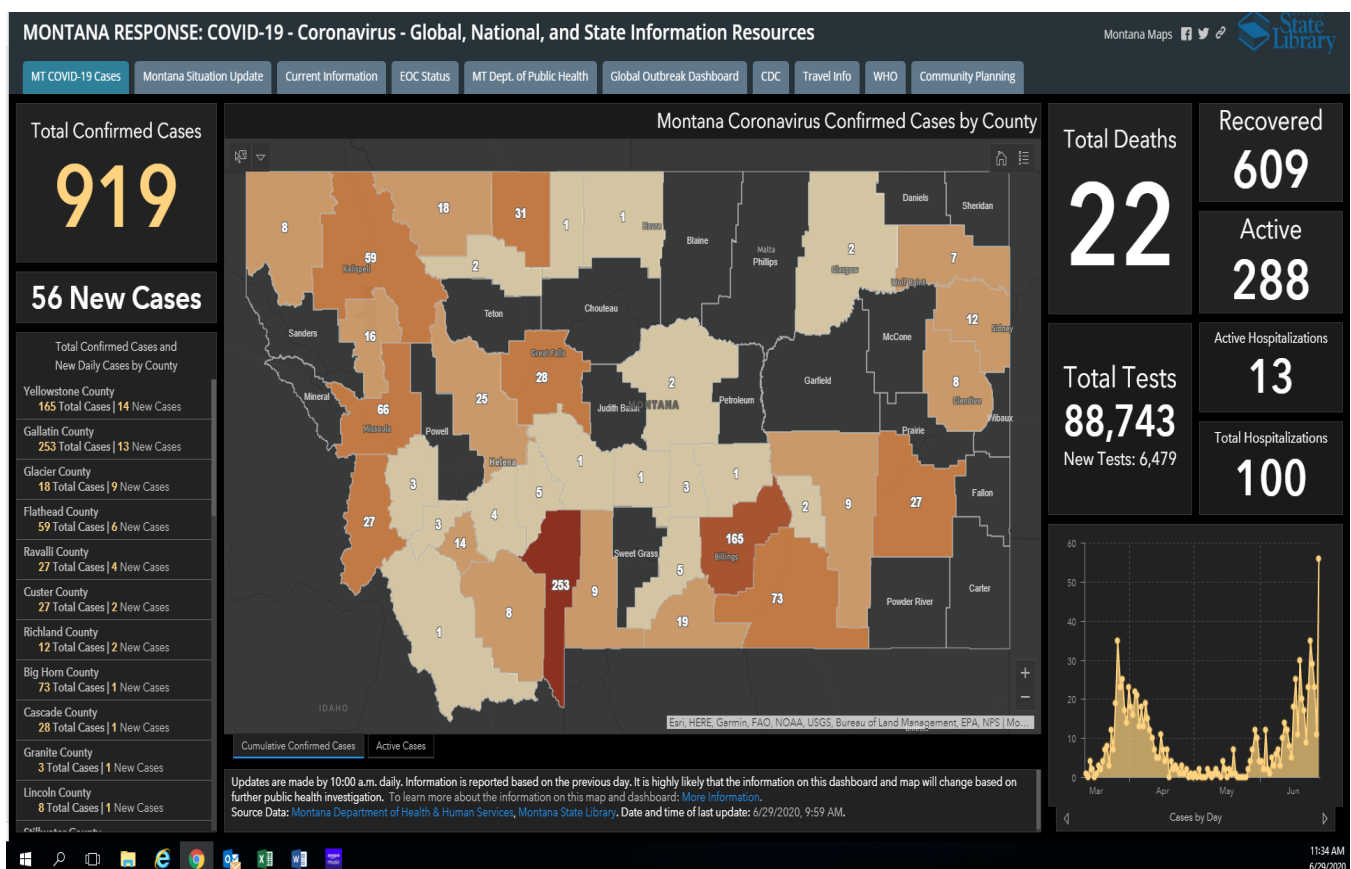 MONTANA RESPONSE: COVID-19 - Coronavirus - Global, National, and State Information Resources
Montana Maps
State
Library
MT COVID-19 Cases
Montana Situation Update
Current Information
EOC Status
MT Dept. of Public Health
Global Outbreak Dashboard
CDC
Travel Info
WHO
Community Planning
Total Confirmed Cases
919
56 New Cases
Total Confirmed Cases and
New Daily Cases by County
Yellowstone County
165 Total Cases | 14 New Cases
Gallatin County
253 Total Cases | 13 New Cases
Glacier County
18 Total Cases | 9 New Cases
Flathead County
59 Total Cases | 6 New Cases
Ravalli County
27 Total Cases | 4 New Cases
Custer County
27 Total Cases | 2 New Cases
Richland County
12 Total Cases | 2 New Cases
Big Horn County
73 Total Cases | 1 New Cases
Cascade County
28 Total Cases | 1 New Cases
Granite County
3 Total Cases | 1 New Cases
Lincoln County
8 Total Cases | 1 New Cases
Montana Coronavirus Confirmed Cases by County
8
18
31
1
1
Havre
Blaine
Malta
Phillips
Daniels
Sheridan
59
Kalispell
2
2
Glasgow
7
Wolf Point
Teton
Chouteau
12
Sidney
Sanders
16
Great Falls
28
McCone
Mineral
66
Missoula
Powell
25
Judith Basin
MONTANA
2
Petroleum
Garfield
8
Glendive
Wibaux
Prairie
Helena
3
1
1
3
1
5
2
9
27
Fallon
27
3
4
14
Sweet Grass
165
Billings
5
253
9
8
73
Powder River
Carter
1
19
IDAHO
+
−
Esri, HERE, Garmin, FAO, NOAA, USGS, Bureau of Land Management, EPA, NPS | Mo...
Cumulative Confirmed Cases
Active Cases
Updates are made by 10:00 a.m. daily. Information is reported based on the previous day. It is highly likely that the information on this dashboard and map will change based on
further public health investigation. To learn more about the information on this map and dashboard: More Information.
Source Data: Montana Department of Health & Human Services, Montana State Library. Date and time of last update: 6/29/2020, 9:59 AM.
Total Deaths
22
Recovered
609
Active
288
Total Tests
88,743
New Tests: 6,479
Active Hospitalizations
13
Total Hospitalizations
100
60
50
40
30
20
10
0
Mar
Apr
May
Jun
Cases by Day
11:34 AM
6/29/2020